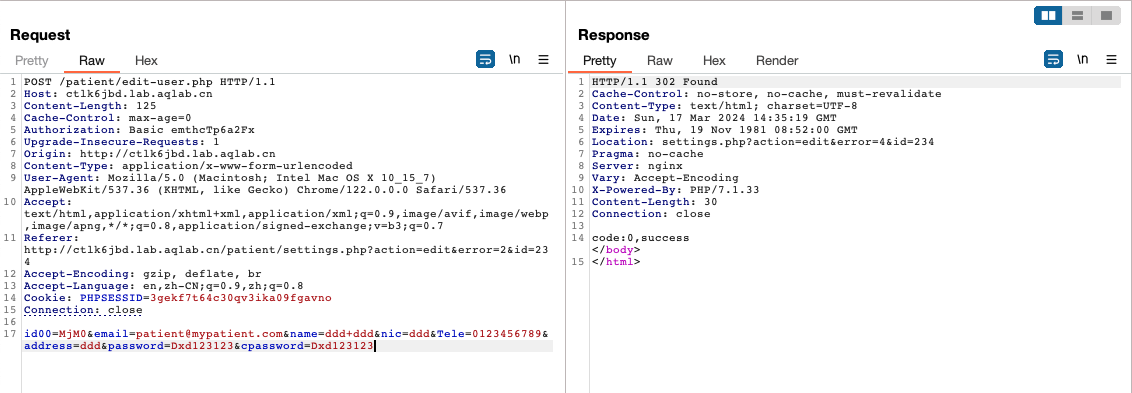 Request
Pretty Raw Hex \n
1 POST /patient/edit-user.php HTTP/1.1
2 Host: ctlk6jbd.lab.aqlab.cn
3 Content-Length: 125
4 Cache-Control: max-age=0
5 Authorization: Basic emthcTp6a2Fx
6 Upgrade-Insecure-Requests: 1
7 Origin: http://ctlk6jbd.lab.aqlab.cn
8 Content-Type: application/x-www-form-urlencoded
9 User-Agent: Mozilla/5.0 (Macintosh; Intel Mac OS X 10_15_7)
AppleWebKit/537.36 (KHTML, like Gecko) Chrome/122.0.0.0 Safari/537.36
10 Accept:
text/html,application/xhtml+xml,application/xml;q=0.9,image/avif,image/webp
,image/apng,*/*;q=0.8,application/signed-exchange;v=b3;q=0.7
11 Referer:
http://ctlk6jbd.lab.aqlab.cn/patient/settings.php?action=edit&error=2&id=23
4
12 Accept-Encoding: gzip, deflate, br
13 Accept-Language: en,zh-CN;q=0.9,zh;q=0.8
14 Cookie: PHPSESSID=3gekf7t64c30qv3ika09fgavno
15 Connection: close
16
17 id00=MjM0&email=patient@mypatient.com&name=ddd+ddd&nic=ddd&Tele=0123456789&
address=ddd&password=Dxd123123&cpassword=Dxd123123
Response
Pretty Raw Hex Render \n
1 HTTP/1.1 302 Found
2 Cache-Control: no-store, no-cache, must-revalidate
3 Content-Type: text/html; charset=UTF-8
4 Date: Sun, 17 Mar 2024 14:35:19 GMT
5 Expires: Thu, 19 Nov 1981 08:52:00 GMT
6 Location: settings.php?action=edit&error=4&id=234
7 Pragma: no-cache
8 Server: nginx
9 Vary: Accept-Encoding
10 X-Powered-By: PHP/7.1.33
11 Content-Length: 30
12 Connection: close
13
14 code:0,success
</body>
15 </html>